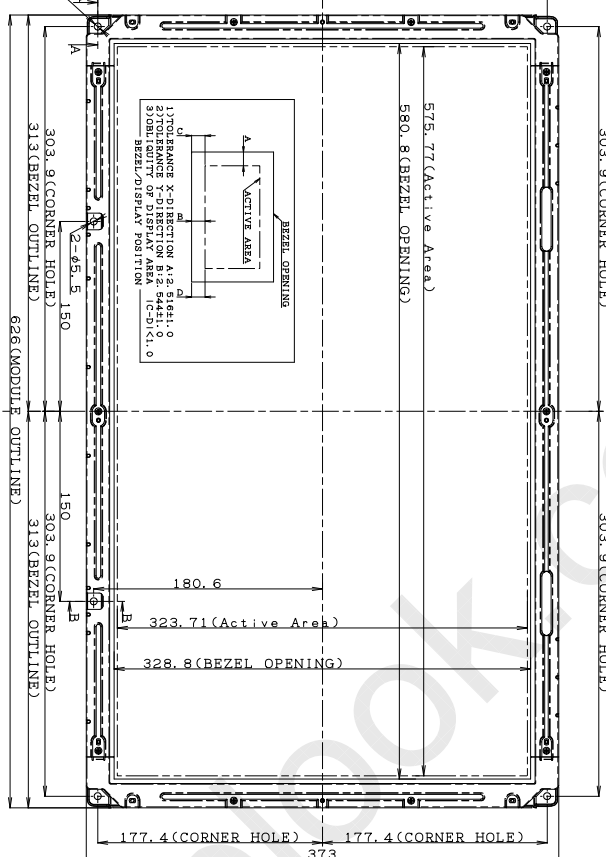 A
303.9(CORNER HOLE)
313(BEZEL OUTLINE)
2-φ5.5
150
626(MODULE OUTLINE)
150
303.9(CORNER HOLE)
313(BEZEL OUTLINE)
575.77(Active Area)
580.8(BEZEL OPENING)
BEZEL OPENING
ACTIVE AREA
A
C
B
D
1)TOLERANCE X-DIRECTION A:2.516±1.0
2)TOLERANCE Y-DIRECTION B:2.544±1.0
3)OBLIQUITY OF DISPLAY AREA |C-D|<1.0
BEZEL/DISPLAY POSITION
303.9(CORNER HOLE)
303.9(CORNER HOLE)
180.6
B
B
323.71(Active Area)
328.8(BEZEL OPENING)
177.4(CORNER HOLE)
177.4(CORNER HOLE)
373